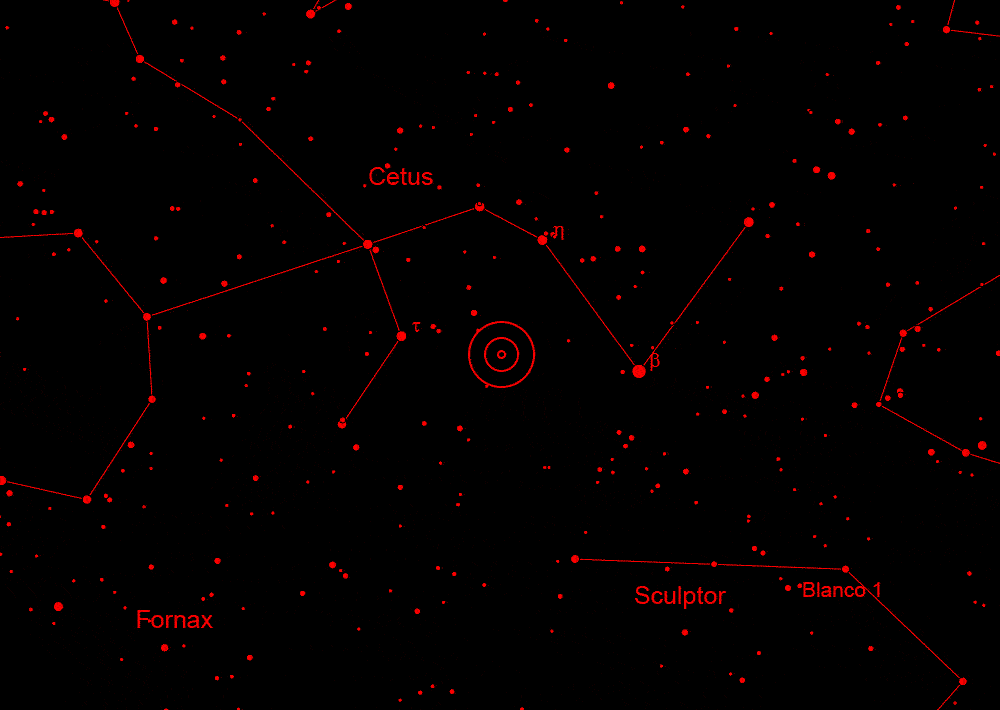 Cetus
η
τ
β
Sculptor
Blanco 1
Fornax